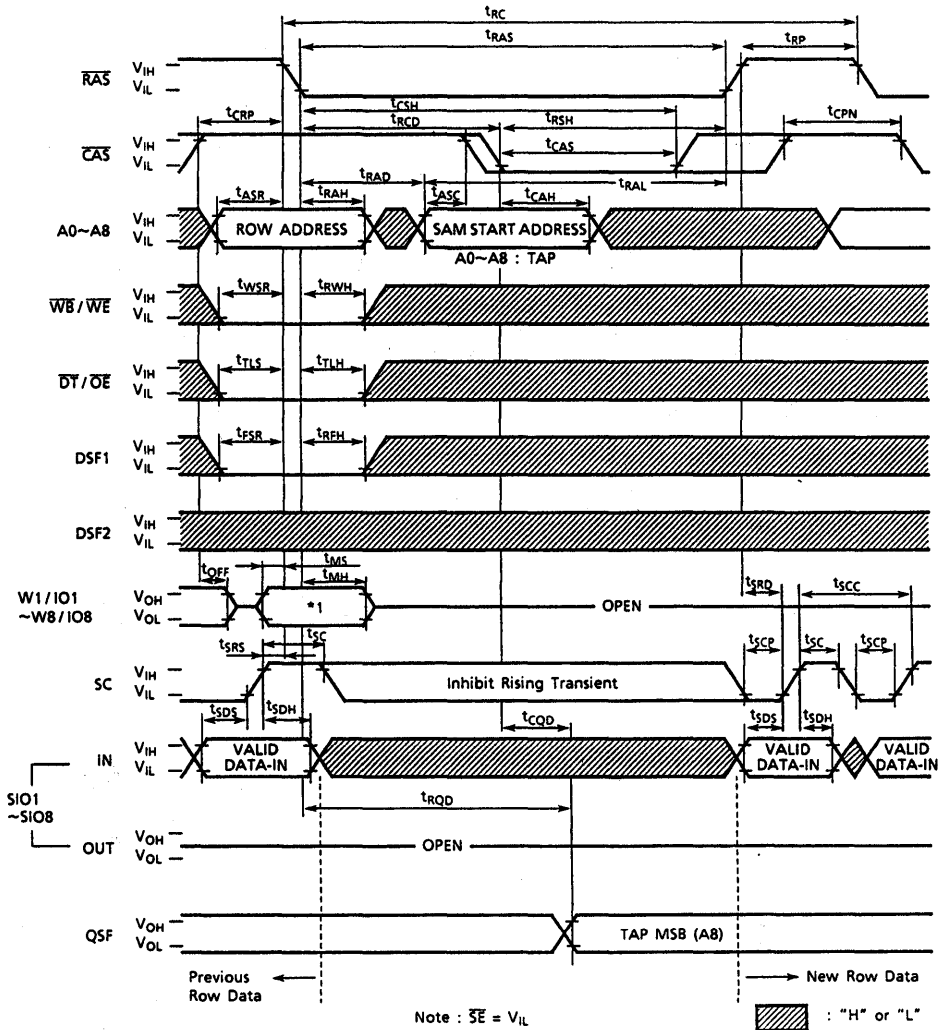 tRC
tRAS
tRP
RAS VIH
VIL
tCRP
tCSH
tRCD
tRSH
tCPN
CAS VIH
VIL
tCAS
tRAD
tRAL
tASR
tRAH
tASC
tCAH
A0~A8 VIH
VIL
ROW ADDRESS
SAM START ADDRESS
A0~A8 : TAP
tWSR
tRWH
WB/WE VIH
VIL
tTLS
tTLH
DT/OE VIH
VIL
tFSR
tRFH
DSF1 VIH
VIL
DSF2 VIH
VIL
tOFF
tMS
tMH
W1/IO1
~W8/IO8
VOH
VOL
*1
OPEN
tSRD
tSCC
tSRS
tSC
tSCP
tSC
tSCP
SC VIH
VIL
Inhibit Rising Transient
tSDS
tSDH
tCQD
tSDS
tSDH
IN VIH
VIL
VALID
DATA-IN
VALID
DATA-IN
VALID
DATA-IN
SIO1
~SIO8
tRQD
OUT VOH
VOL
OPEN
QSF VOH
VOL
TAP MSB (A8)
Previous
Row Data
New Row Data
Note : SE = VIL
: "H" or "L"